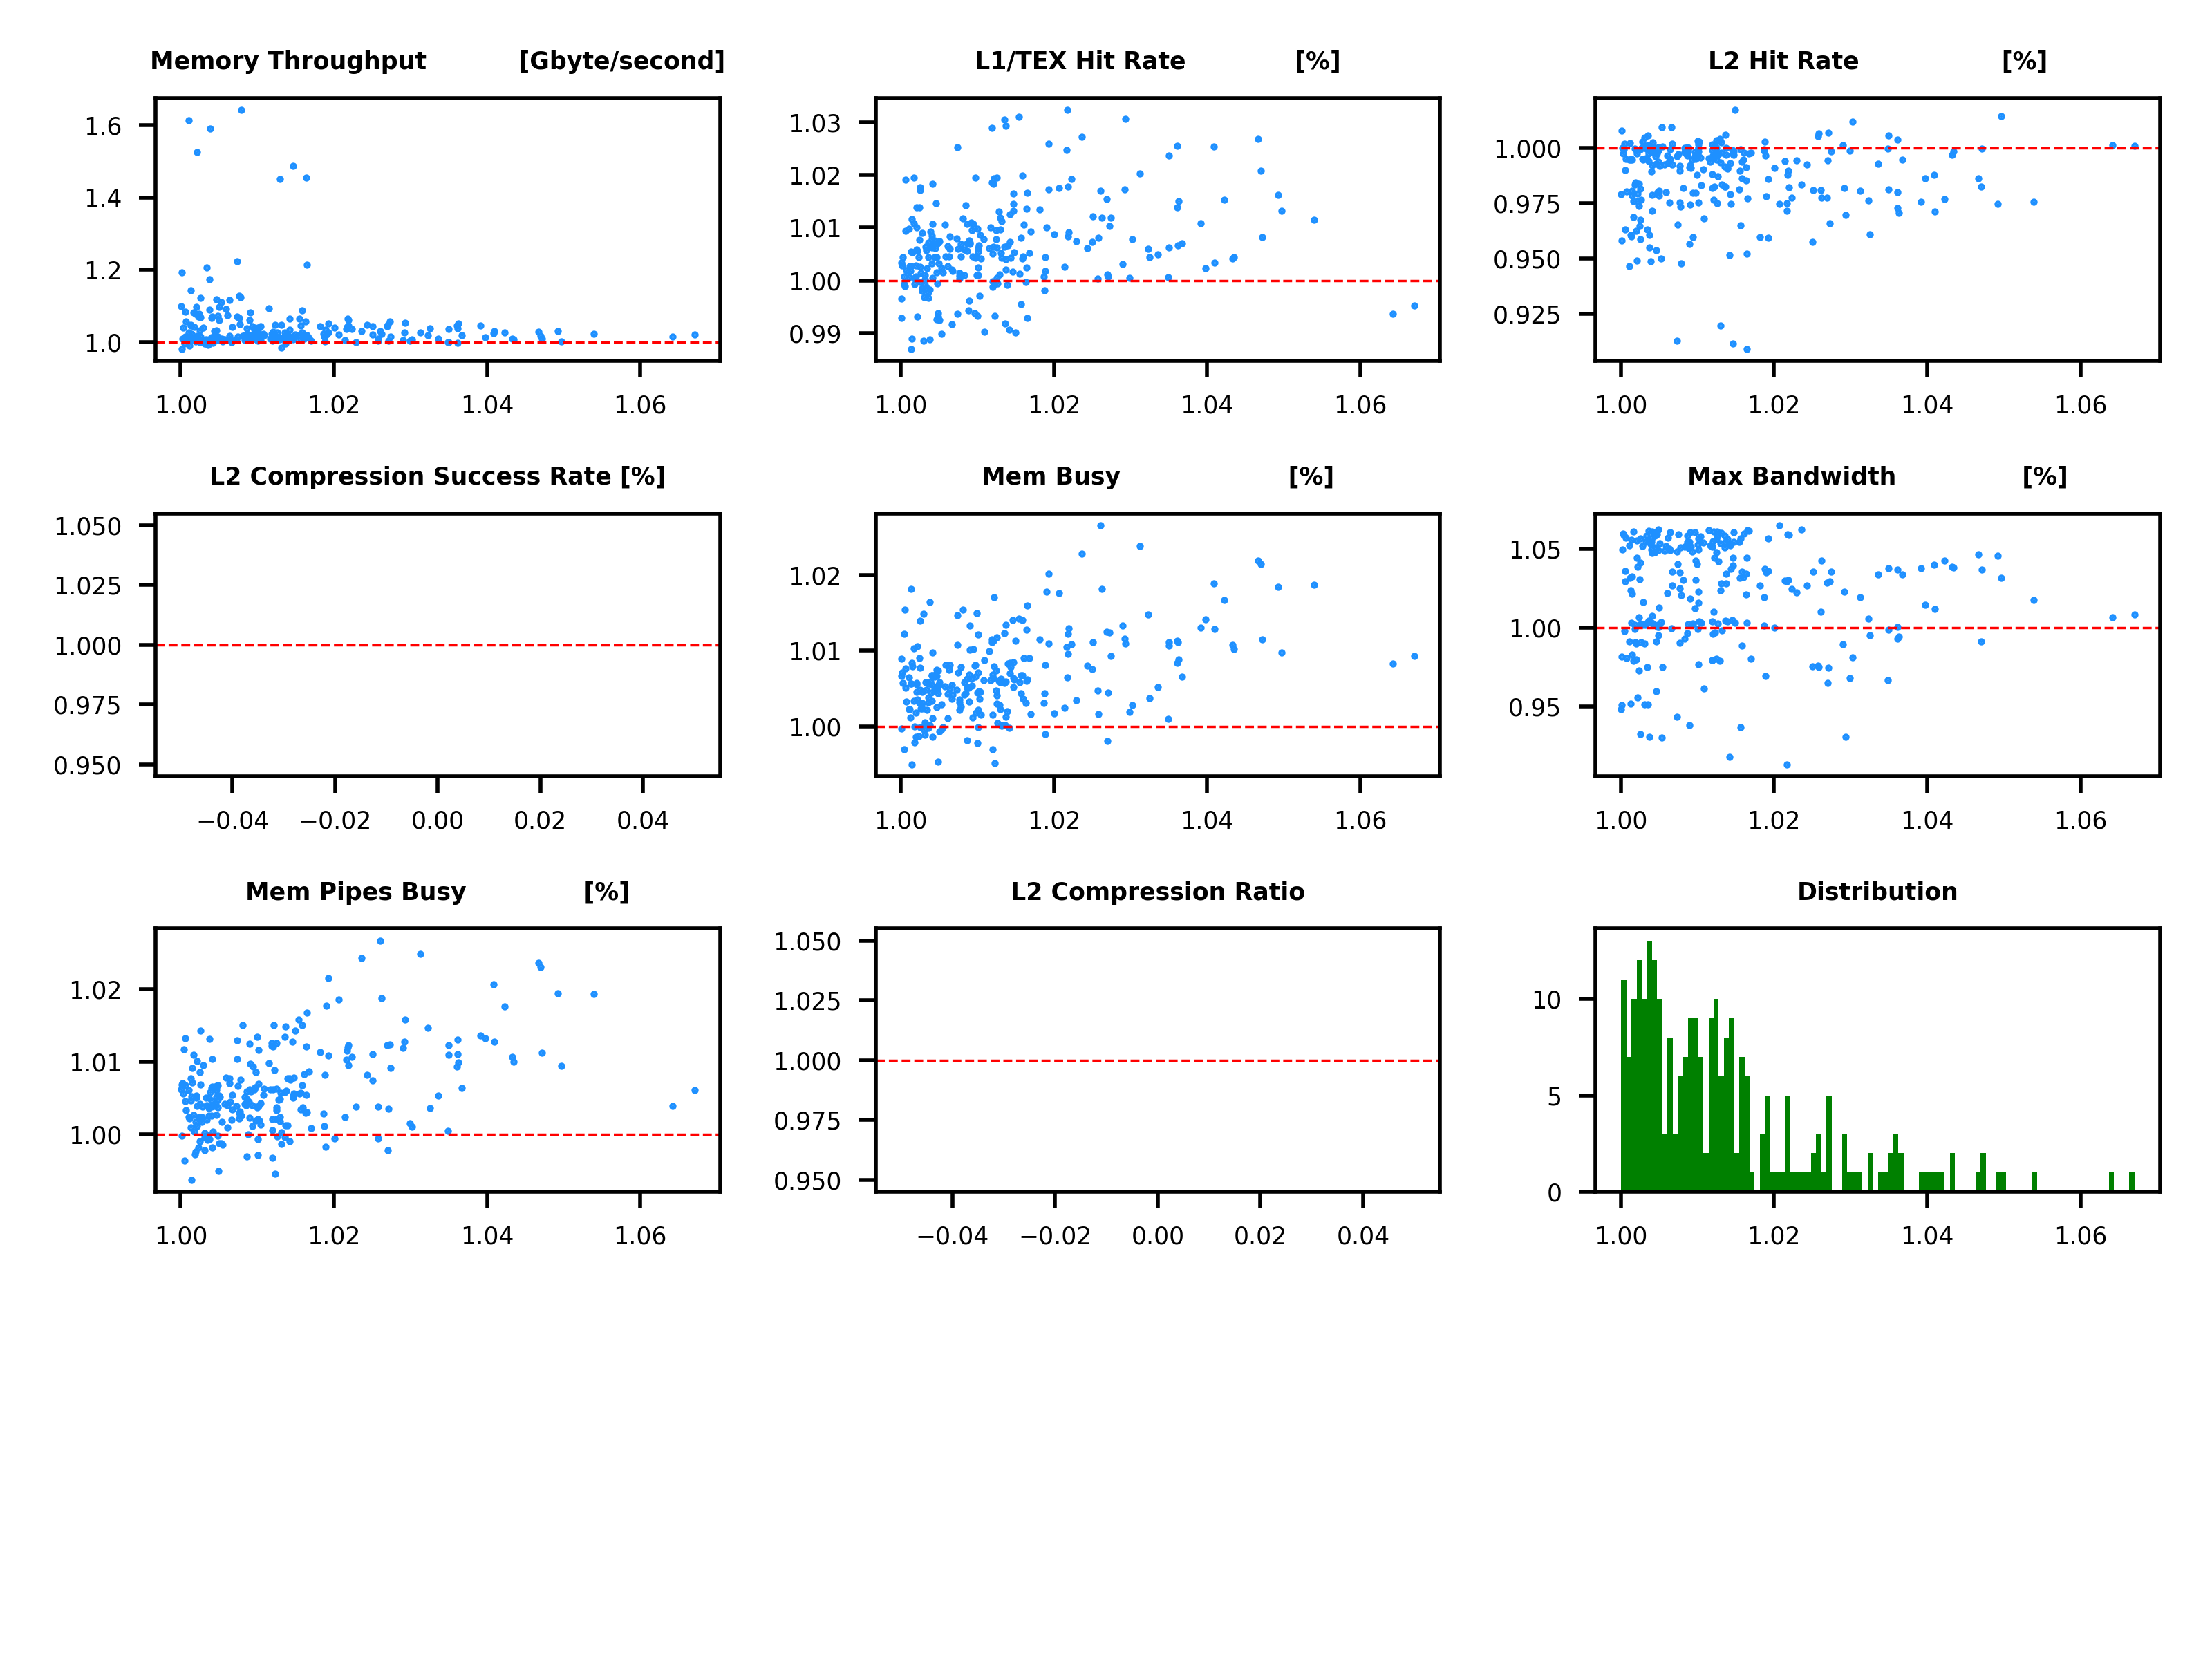 Memory Throughput [Gbyte/second]
L1/TEX Hit Rate [%]
L2 Hit Rate [%]
1.6
1.4
1.2
1.0
1.00 1.02 1.04 1.06
1.03
1.02
1.01
1.00
0.99
1.00 1.02 1.04 1.06
1.000
0.975
0.950
0.925
1.00 1.02 1.04 1.06
L2 Compression Success Rate [%]
Mem Busy [%]
Max Bandwidth [%]
1.050
1.025
1.000
0.975
0.950
−0.04 −0.02 0.00 0.02 0.04
1.02
1.01
1.00
1.00 1.02 1.04 1.06
1.05
1.00
0.95
1.00 1.02 1.04 1.06
Mem Pipes Busy [%]
L2 Compression Ratio
Distribution
1.02
1.01
1.00
1.00 1.02 1.04 1.06
1.050
1.025
1.000
0.975
0.950
−0.04 −0.02 0.00 0.02 0.04
10
5
0
1.00 1.02 1.04 1.06